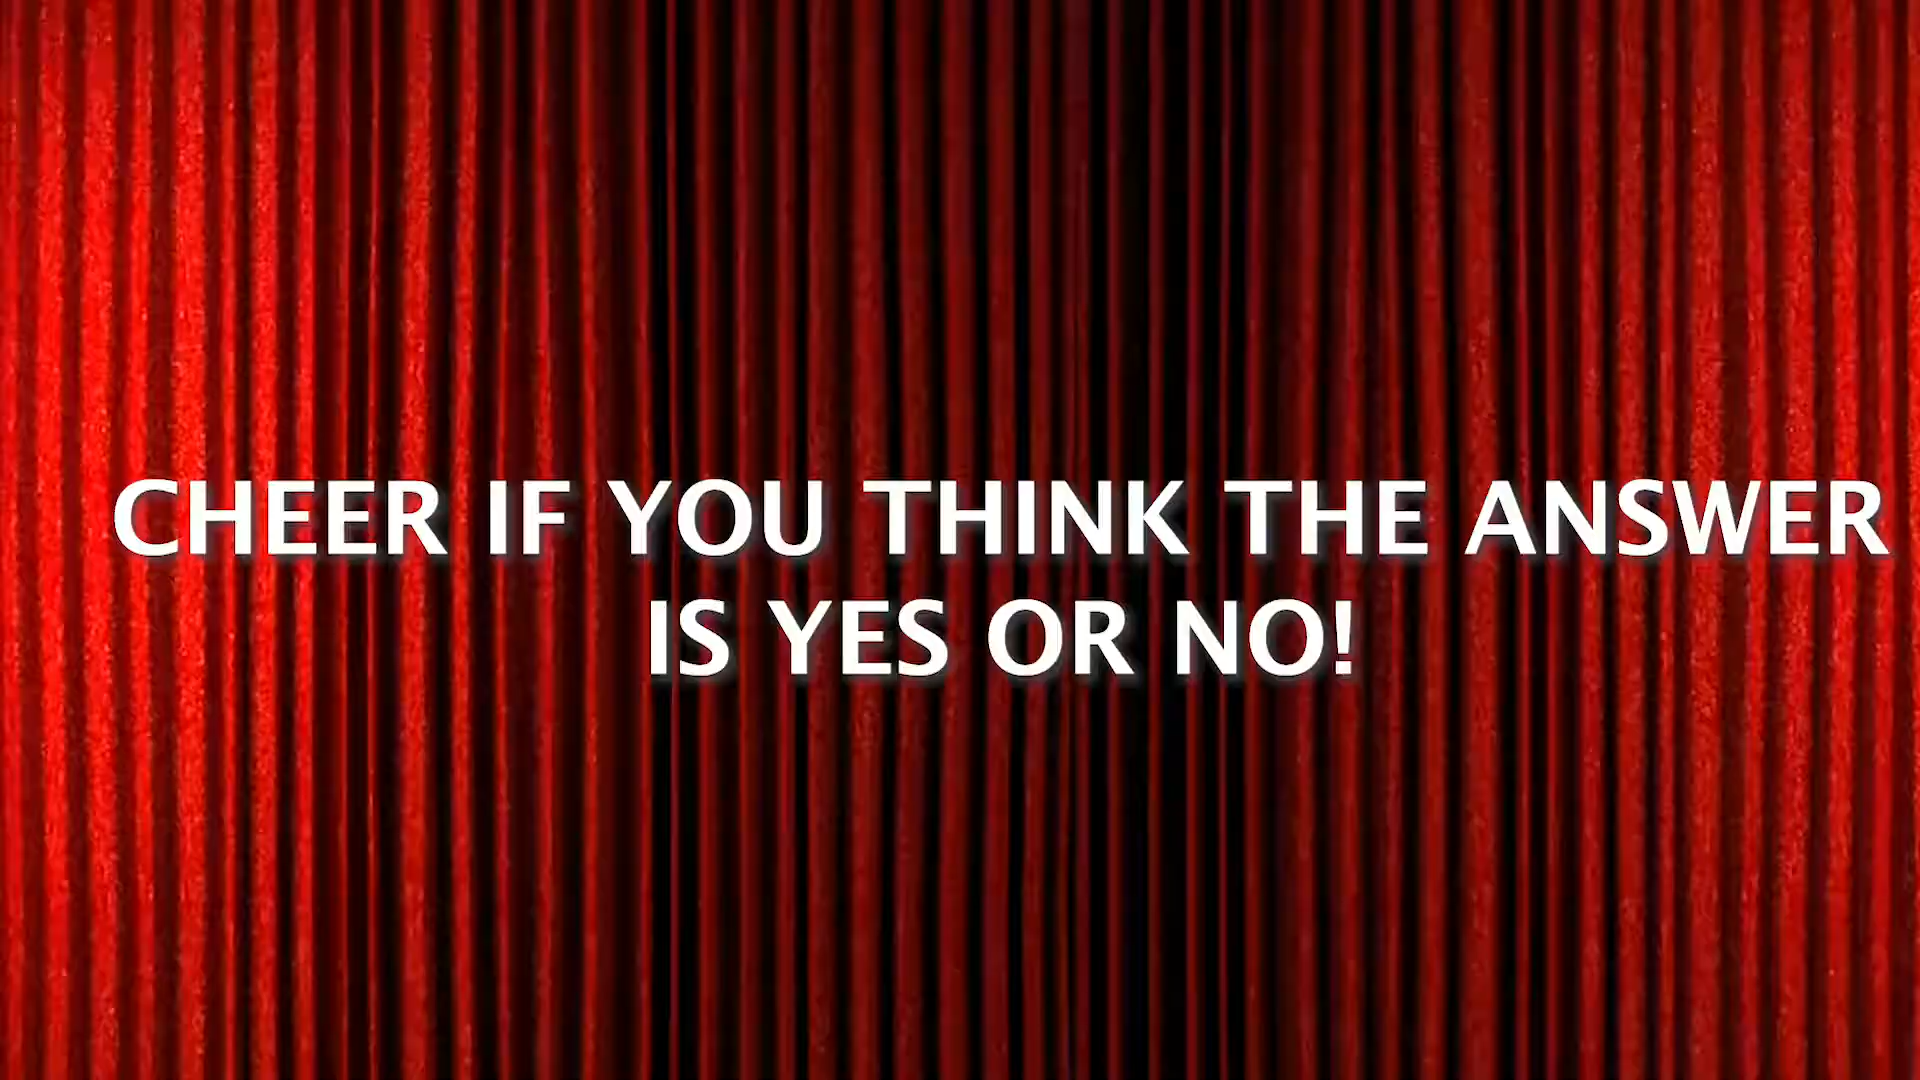 CHEER IF YOU THINK THE ANSWER
IS YES OR NO!